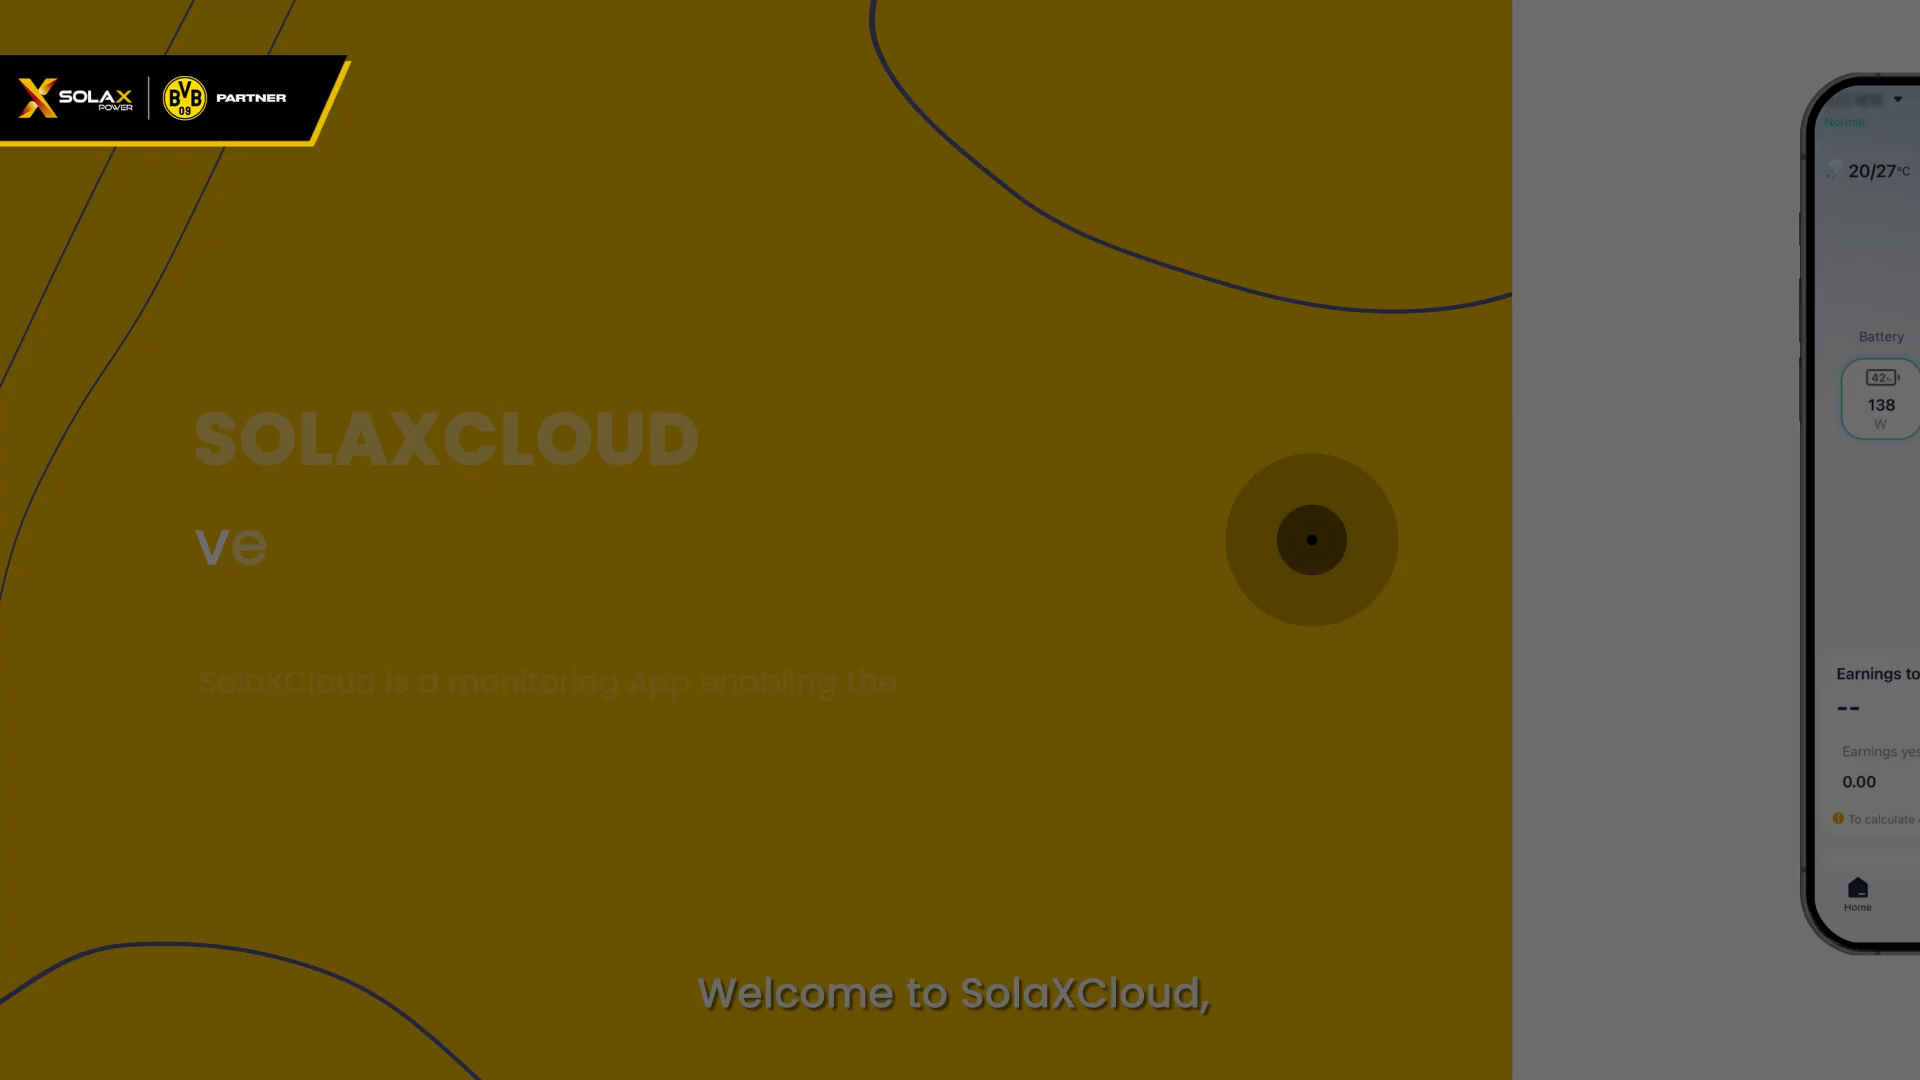 SOLAX
POWER
BVB
09
PARTNER
Normal
20/27°C
Battery
42%
138
W
SOLAXCLOUD
ve
SolaXCloud is a monitoring App enabling the
Earnings to
--
Earnings yes
0.00
To calculate
Home
Welcome to SolaXCloud,